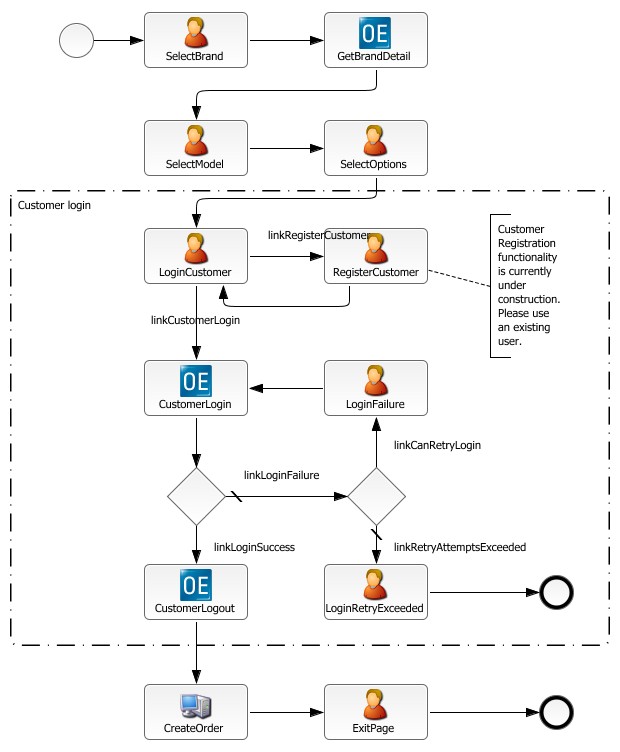 OE
SelectBrand
GetBrandDetail
SelectModel
SelectOptions
Customer login
linkRegisterCustomer
LoginCustomer
RegisterCustomer
Customer
Registration
functionality
is currently
under
construction.
Please use
an existing
user.
linkCustomerLogin
OE
CustomerLogin
LoginFailure
linkCanRetryLogin
linkLoginFailure
linkLoginSuccess
linkRetryAttemptsExceeded
OE
CustomerLogout
LoginRetryExceeded
CreateOrder
ExitPage